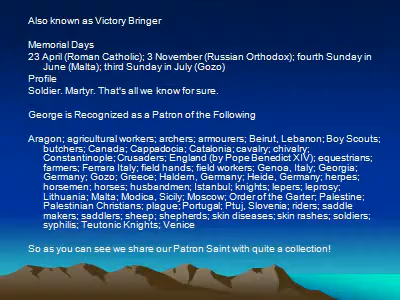 Also known as Victory Bringer
Memorial Days
23 April (Roman Catholic); 3 November (Russian Orthodox); fourth Sunday in
June (Malta); third Sunday in July (Gozo)
Profile
Soldier. Martyr. That's all we know for sure.
George is Recognized as a Patron of the Following
Aragon; agricultural workers; archers; armourers; Beirut, Lebanon; Boy Scouts;
butchers; Canada; Cappadocia; Catalonia; cavalry; chivalry;
Constantinople; Crusaders; England (by Pope Benedict XIV); equestrians;
farmers; Ferrara Italy; field hands; field workers; Genoa, Italy; Georgia;
Germany; Gozo; Greece; Haldern, Germany; Heide, Germany; herpes;
horsemen; horses; husbandmen; Istanbul; knights; lepers; leprosy;
Lithuania; Malta; Modica, Sicily; Moscow; Order of the Garter; Palestine;
Palestinian Christians; plague; Portugal; Ptuj, Slovenia; riders; saddle
makers; saddlers; sheep; shepherds; skin diseases; skin rashes; soldiers;
syphilis; Teutonic Knights; Venice
So as you can see we share our Patron Saint with quite a collection!